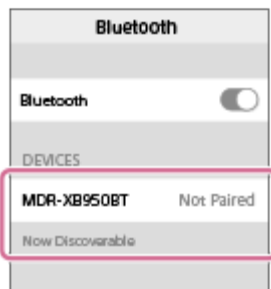 Bluetooth
Bluetooth
DEVICES
MDR-XB950BT Not Paired
Now Discoverable